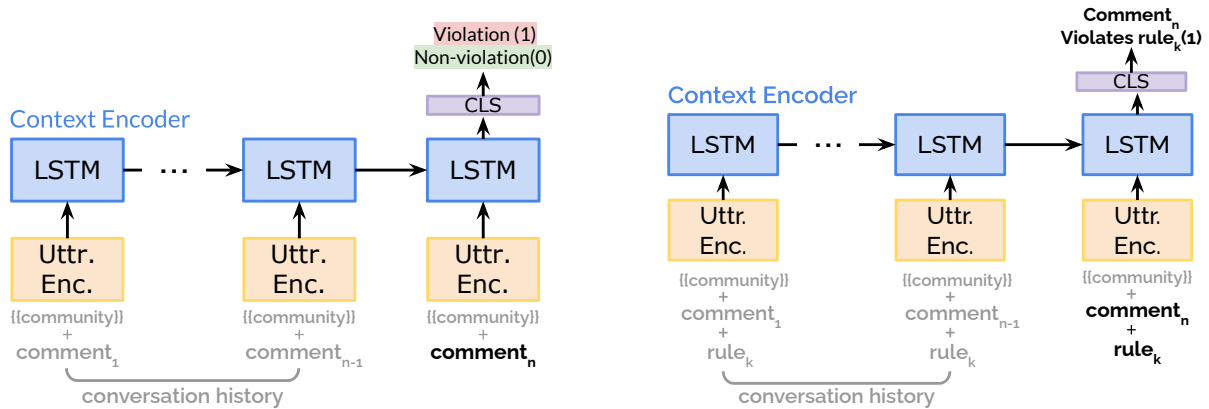 Violation (1)
Non-violation(0)
CLS
Context Encoder
LSTM
...
LSTM
LSTM
Uttr.
Enc.
Uttr.
Enc.
Uttr.
Enc.
{{community}}
+
comment₁
{{community}}
+
commentₙ₋₁
{{community}}
+
commentₙ
conversation history
Commentₙ
Violates ruleₖ(1)
CLS
Context Encoder
LSTM
...
LSTM
LSTM
Uttr.
Enc.
Uttr.
Enc.
Uttr.
Enc.
{{community}}
+
comment₁
+
ruleₖ
{{community}}
+
commentₙ₋₁
+
ruleₖ
{{community}}
+
commentₙ
+
ruleₖ
conversation history